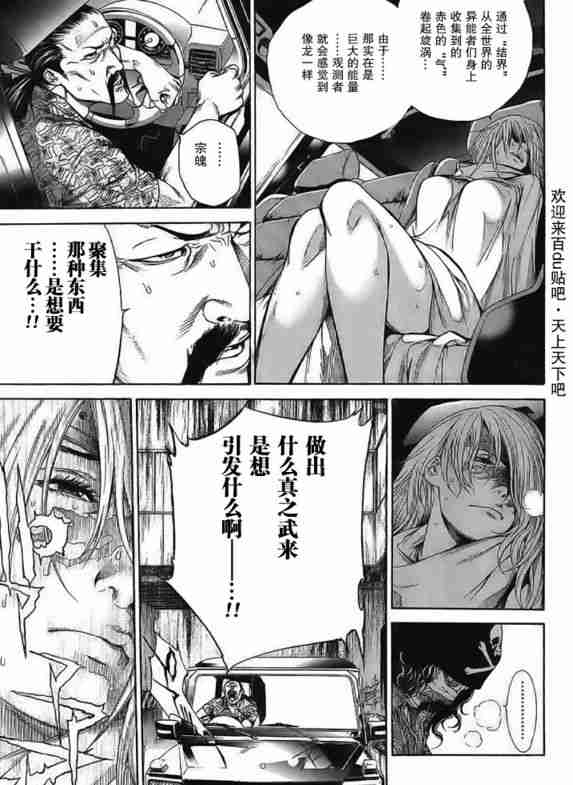 通过“结界”
从全世界的
异能者们身上
收集到的
赤色的“气”
卷起旋涡…
由于………
那实在是
巨大的能量
……观测者
就会感觉到
像龙一样
宗魄
…
聚集
那种东西
……是想要
干什么…!!
做出
什么真之武来
是想
引发什么啊——…!!
………
欢迎来百du贴吧·天上天下吧